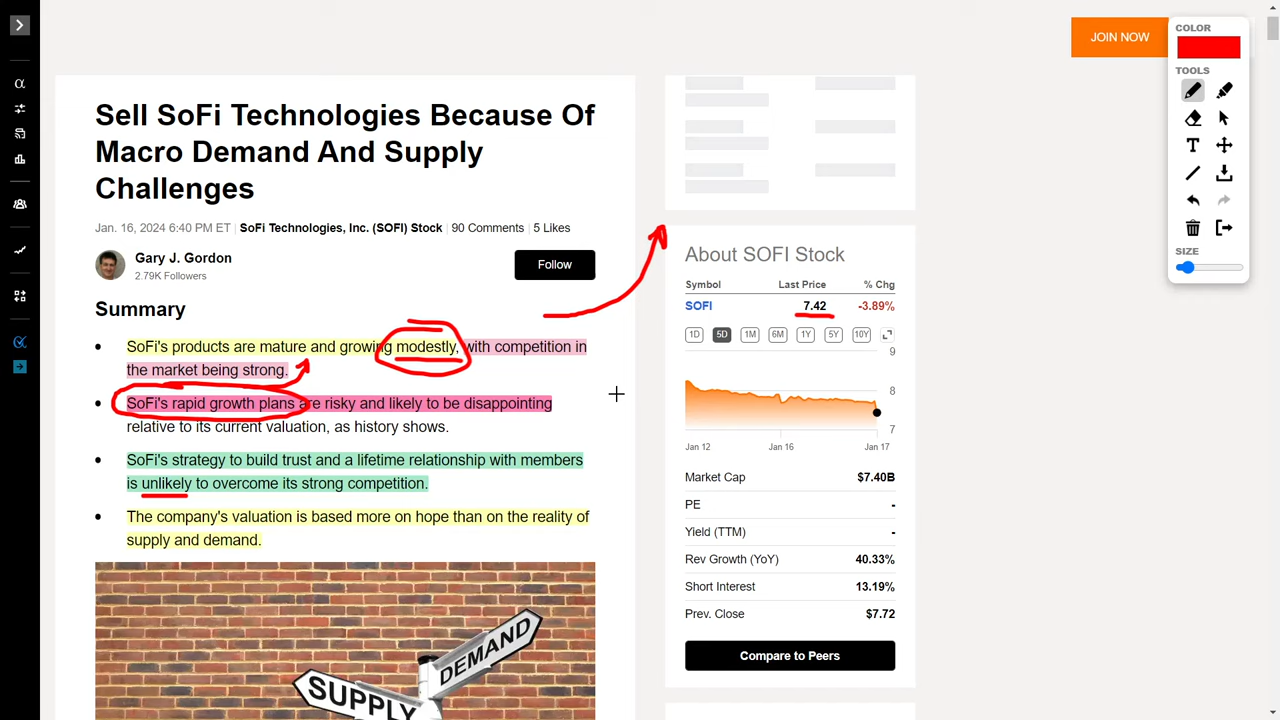 JOIN NOW
COLOR
TOOLS
T
SIZE
α
Sell SoFi Technologies Because Of
Macro Demand And Supply
Challenges
Jan. 16, 2024 6:40 PM ET | SoFi Technologies, Inc. (SOFI) Stock | 90 Comments | 5 Likes
Gary J. Gordon
2.79K Followers
Follow
Summary
• SoFi's products are mature and growing modestly, with competition in
the market being strong.
• SoFi's rapid growth plans are risky and likely to be disappointing
relative to its current valuation, as history shows.
• SoFi's strategy to build trust and a lifetime relationship with members
is unlikely to overcome its strong competition.
• The company's valuation is based more on hope than on the reality of
supply and demand.
DEMAND
SUPPLY
About SOFI Stock
Symbol Last Price % Chg
SOFI 7.42 -3.89%
1D 5D 1M 6M 1Y 5Y 10Y
9
8
7
Jan 12 Jan 16 Jan 17
Market Cap $7.40B
PE -
Yield (TTM) -
Rev Growth (YoY) 40.33%
Short Interest 13.19%
Prev. Close $7.72
Compare to Peers